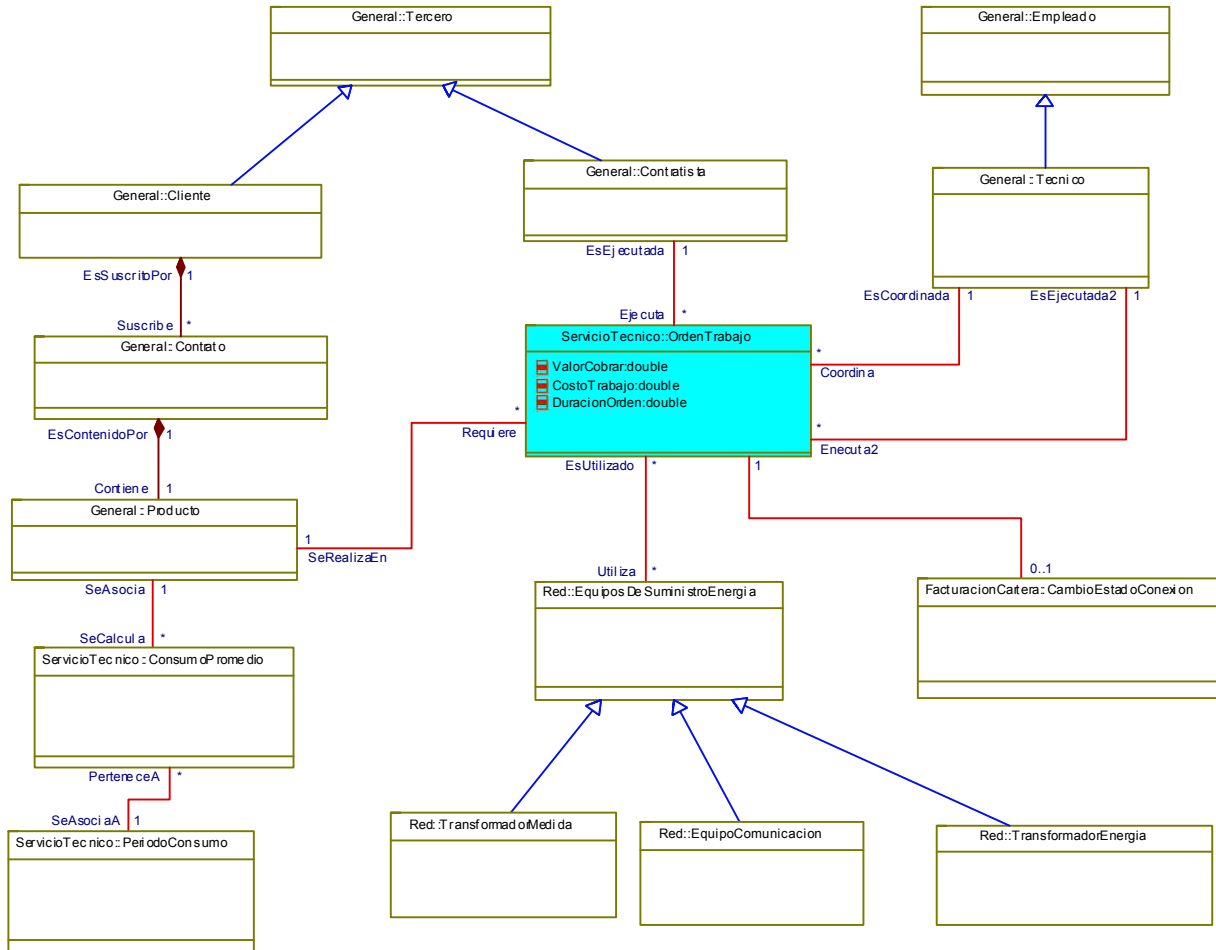 General::Tercero
General::Empleado
General::Contratista
General::Tecnico
General::Cliente
EsEjecutada 1
EsSuscritoPor 1
EsCoordinada 1
EsEjecutada2 1
Suscribe *
Ejecuta *
General::Contrato
ServicioTecnico::OrdenTrabajo
ValorCobrar:double
CostoTrabajo:double
DuracionOrden:double
*
Coordina
EsContenidoPor 1
*
Requiere
*
Enecuta2
EsUtilizado *
1
Contiene 1
General::Producto
1
SeRealizaEn
Utiliza *
0..1
SeAsocia 1
Red::EquiposDeSuministroEnergia
FacturacionCartera::CambioEstadoConexion
SeCalcula *
ServicioTecnico::ConsumoPromedio
PerteneceA *
SeAsociaA 1
Red::TransformadorMedida
Red::EquipoComunicacion
Red::TransformadorEnergia
ServicioTecnico::PeriodoConsumo